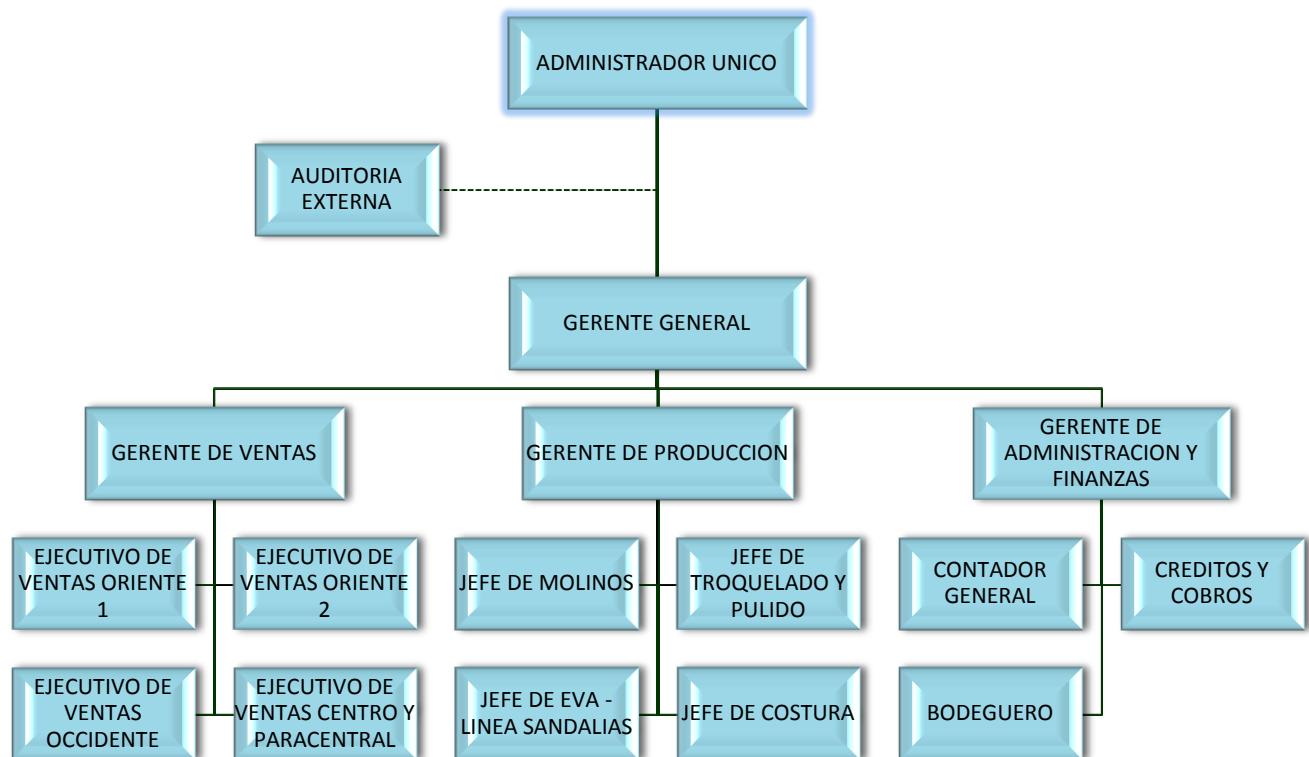 ADMINISTRADOR UNICO
AUDITORIA
EXTERNA
GERENTE GENERAL
GERENTE DE VENTAS
GERENTE DE PRODUCCION
GERENTE DE
ADMINISTRACION Y
FINANZAS
EJECUTIVO DE
VENTAS ORIENTE
1
EJECUTIVO DE
VENTAS ORIENTE
2
JEFE DE MOLINOS
JEFE DE
TROQUELADO Y
PULIDO
CONTADOR
GENERAL
CREDITOS Y
COBROS
EJECUTIVO DE
VENTAS
OCCIDENTE
EJECUTIVO DE
VENTAS CENTRO Y
PARACENTRAL
JEFE DE EVA -
LINEA SANDALIAS
JEFE DE COSTURA
BODEGUERO